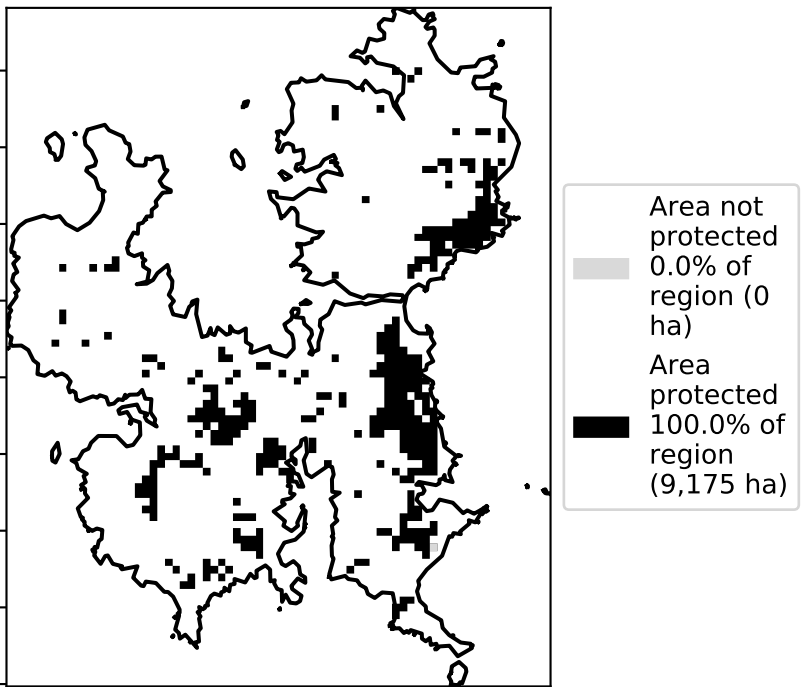 Area not
protected
0.0% of
region (0
ha)
Area
protected
100.0% of
region
(9,175 ha)